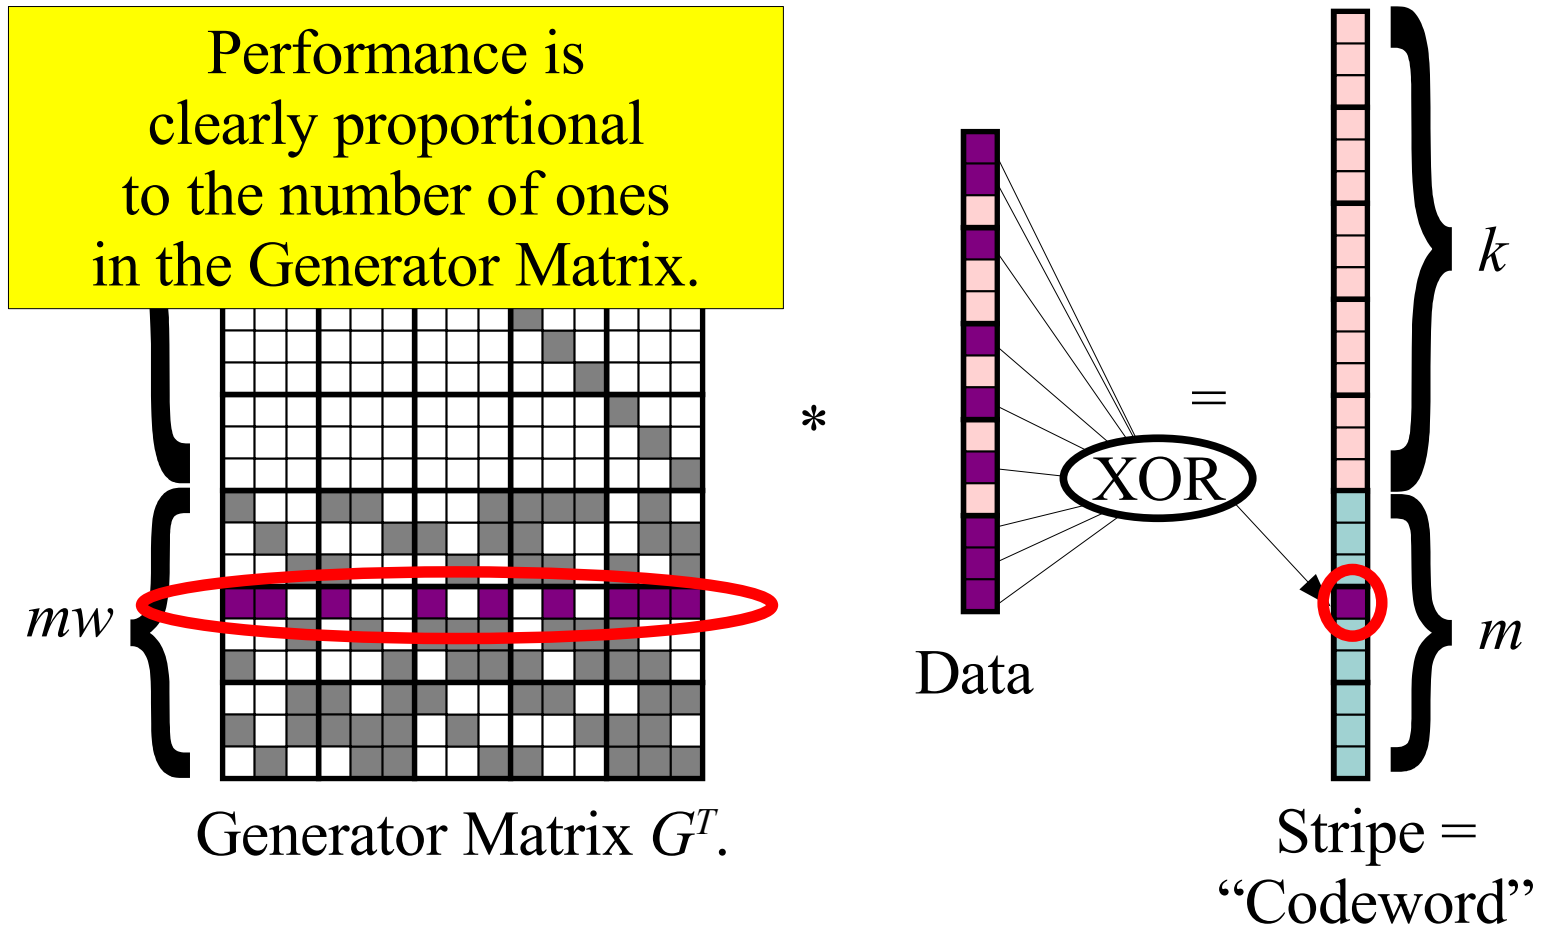 Performance is
clearly proportional
to the number of ones
in the Generator Matrix.
k
*
=
XOR
mw
m
Data
Generator Matrix Gᵀ.
Stripe =
“Codeword”